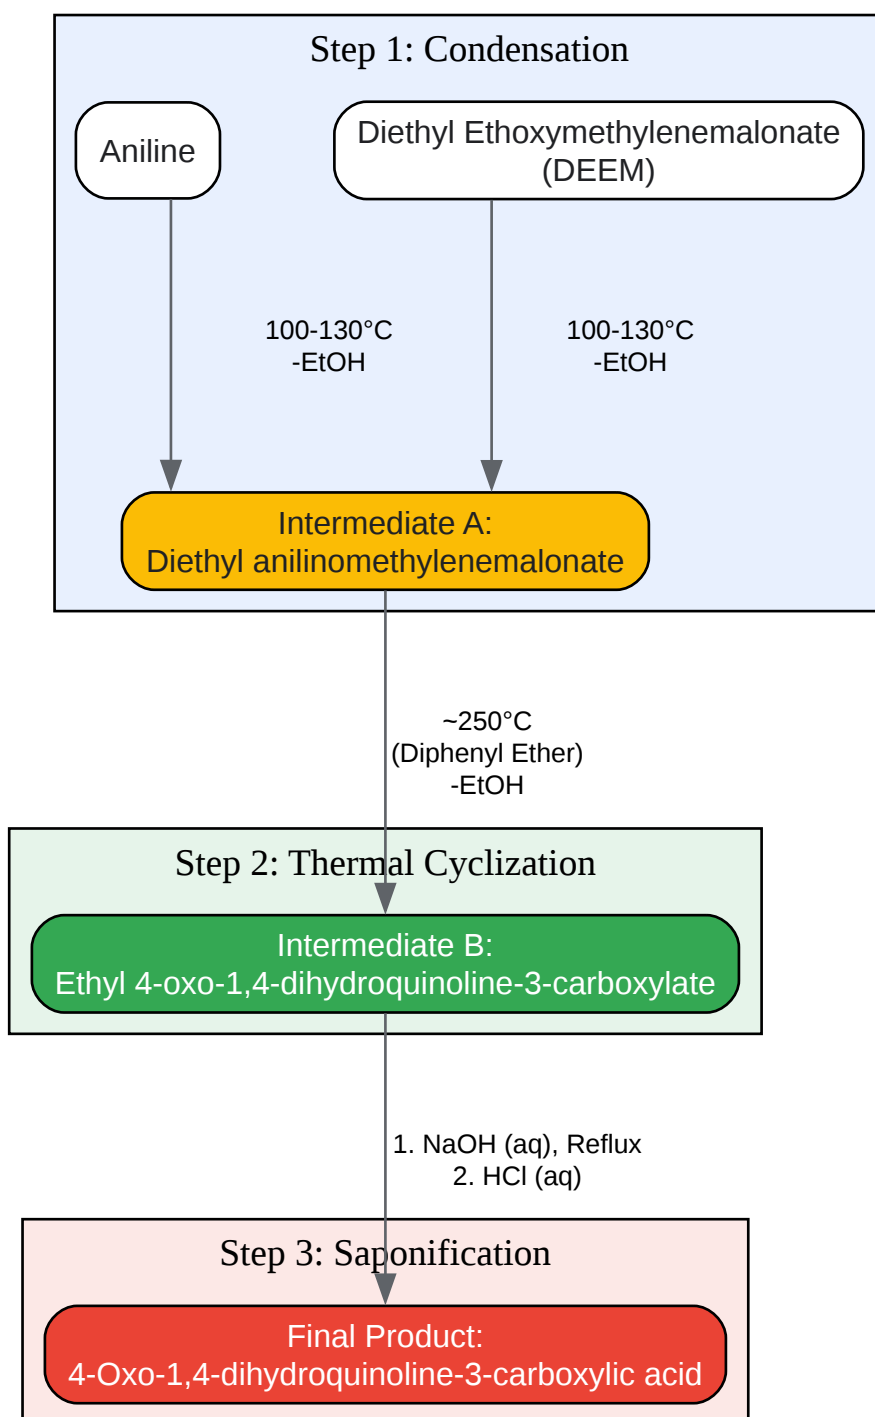 Step 1: Condensation
Aniline
Diethyl Ethoxymethylenemalonate
(DEEM)
100-130°C
-EtOH
100-130°C
-EtOH
Intermediate A:
Diethyl anilinomethylenemalonate
~250°C
(Diphenyl Ether)
-EtOH
Step 2: Thermal Cyclization
Intermediate B:
Ethyl 4-oxo-1,4-dihydroquinoline-3-carboxylate
1. NaOH (aq), Reflux
2. HCl (aq)
Step 3: Saponification
Final Product:
4-Oxo-1,4-dihydroquinoline-3-carboxylic acid